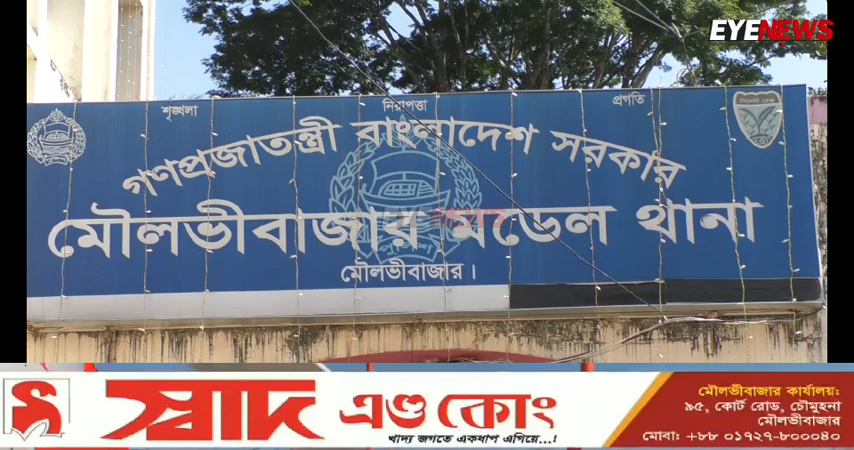 EYENEWS
শৃঙ্খলা নিরাপত্তা প্রগতি
গণপ্রজাতন্ত্রী বাংলাদেশ সরকার
মৌলভীবাজার মডেল থানা
মৌলভীবাজার।
স্বাদ এণ্ড কোং
খাদ্য জগতে একধাপ এগিয়ে...!
মৌলভীবাজার কার্যালয়:
৯৫, কোর্ট রোড, চৌমুহনা
মৌলভীবাজার
মোবা: +৮৮ ০১৭২৭-৮০০০৪০